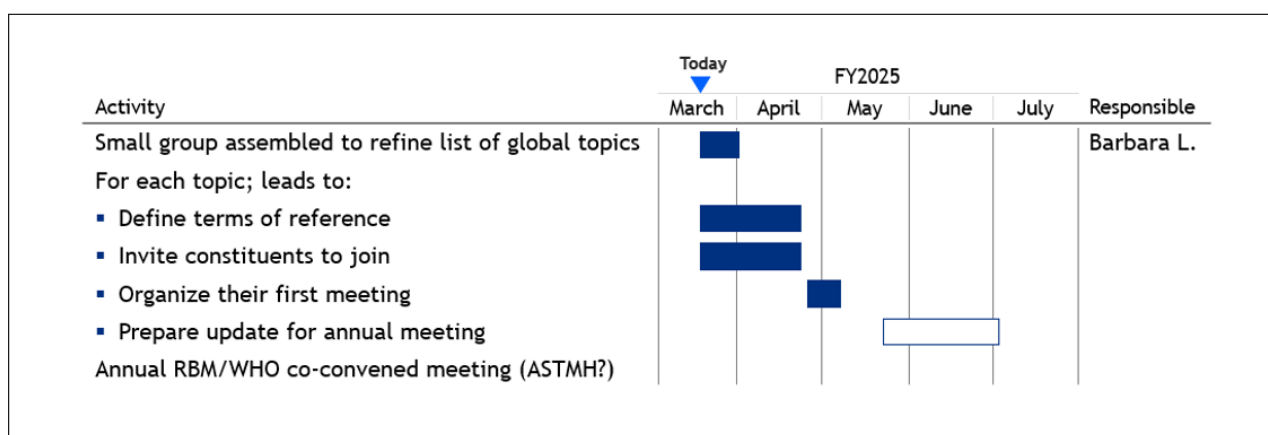 Today
FY2025
Activity March April May June July Responsible
Small group assembled to refine list of global topics Barbara L.
For each topic; leads to:
▪ Define terms of reference
▪ Invite constituents to join
▪ Organize their first meeting
▪ Prepare update for annual meeting
Annual RBM/WHO co-convened meeting (ASTMH?)